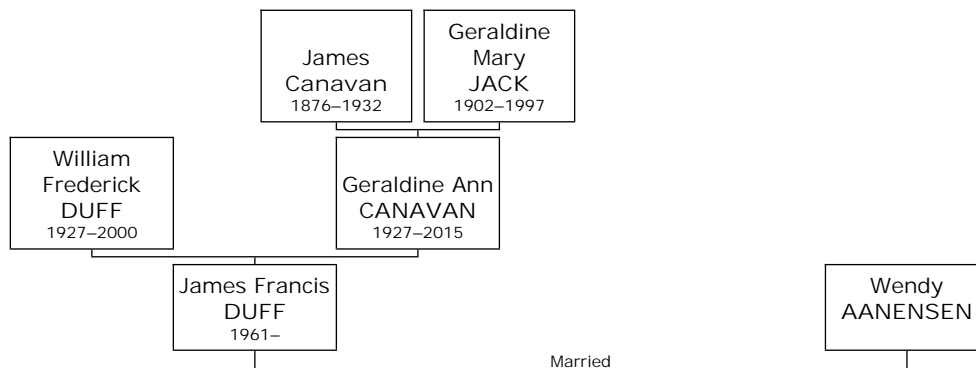 James
Canavan
1876–1932
Geraldine
Mary
JACK
1902–1997
William
Frederick
DUFF
1927–2000
Geraldine Ann
CANAVAN
1927–2015
James Francis
DUFF
1961–
Wendy
AANENSEN
Married